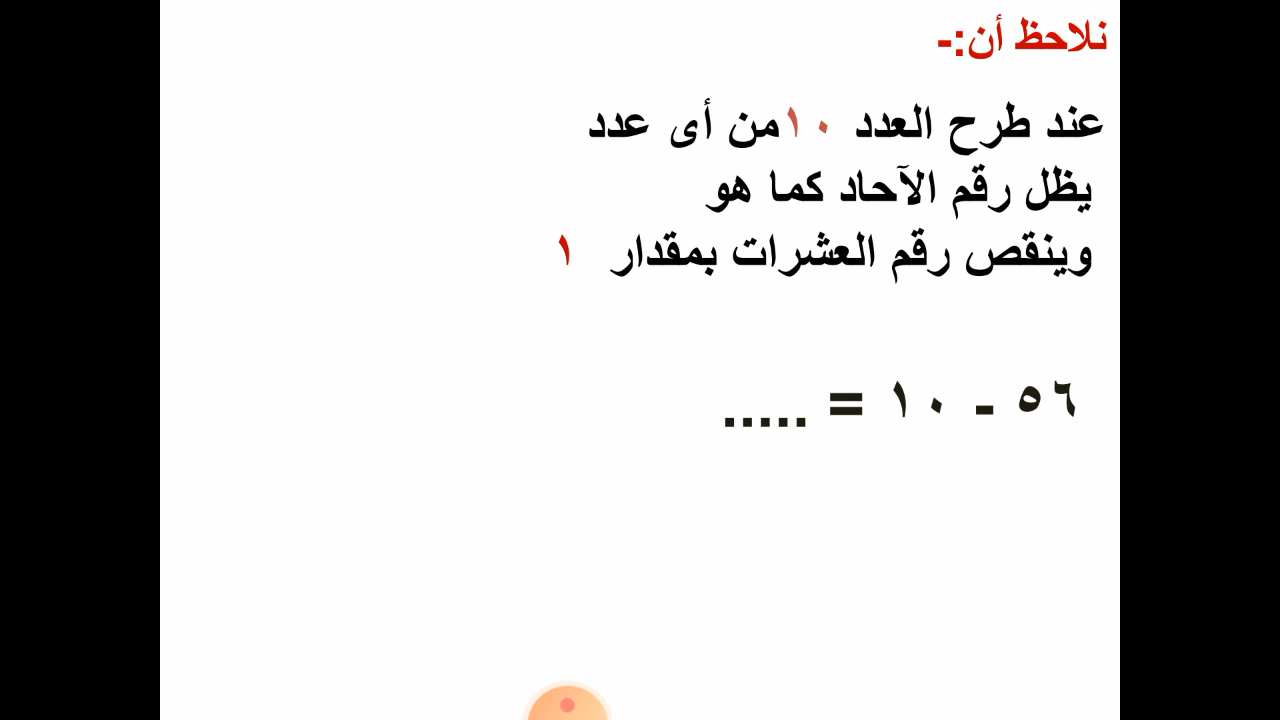 نلاحظ أن:-
عند طرح العدد ١٠ من أى عدد
يظل رقم الآحاد كما هو
وينقص رقم العشرات بمقدار ١
٥٦ - ١٠ = .....